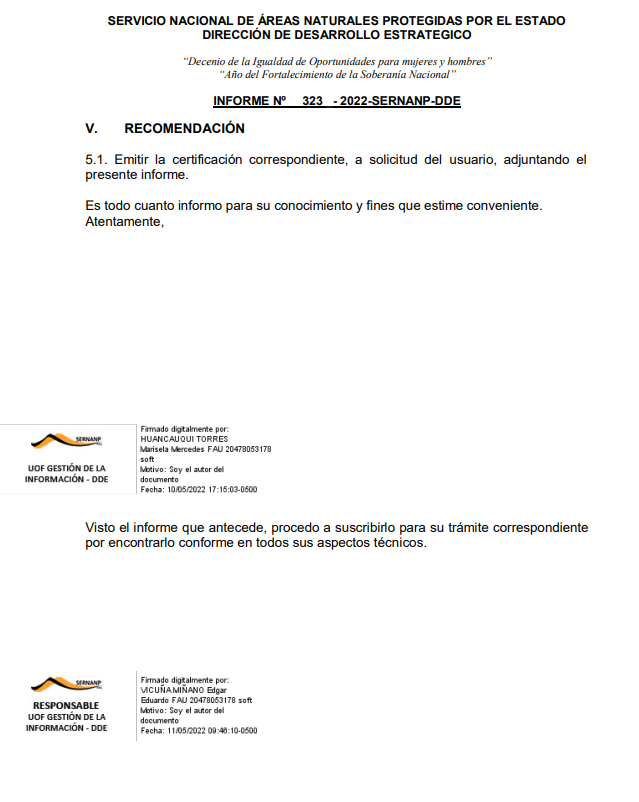 SERVICIO NACIONAL DE ÁREAS NATURALES PROTEGIDAS POR EL ESTADO
DIRECCIÓN DE DESARROLLO ESTRATEGICO
“Decenio de la Igualdad de Oportunidades para mujeres y hombres”
“Año del Fortalecimiento de la Soberanía Nacional”
INFORME Nº 323 - 2022-SERNANP-DDE
V. RECOMENDACIÓN
5.1. Emitir la certificación correspondiente, a solicitud del usuario, adjuntando el
presente informe.
Es todo cuanto informo para su conocimiento y fines que estime conveniente.
Atentamente,
SERNANP
UOF GESTIÓN DE LA
INFORMACIÓN - DDE
Firmado digitalmente por:
HUANCAUQUI TORRES
Marisela Mercedes FAU 20478053178
soft
Motivo: Soy el autor del
documento
Fecha: 10/05/2022 17:15:03-0500
Visto el informe que antecede, procedo a suscribirlo para su trámite correspondiente
por encontrarlo conforme en todos sus aspectos técnicos.
SERNANP
RESPONSABLE
UOF GESTIÓN DE LA
INFORMACIÓN - DDE
Firmado digitalmente por:
VICUÑA MIÑANO Edgar
Eduardo FAU 20478053178 soft
Motivo: Soy el autor del
documento
Fecha: 11/05/2022 09:46:10-0500